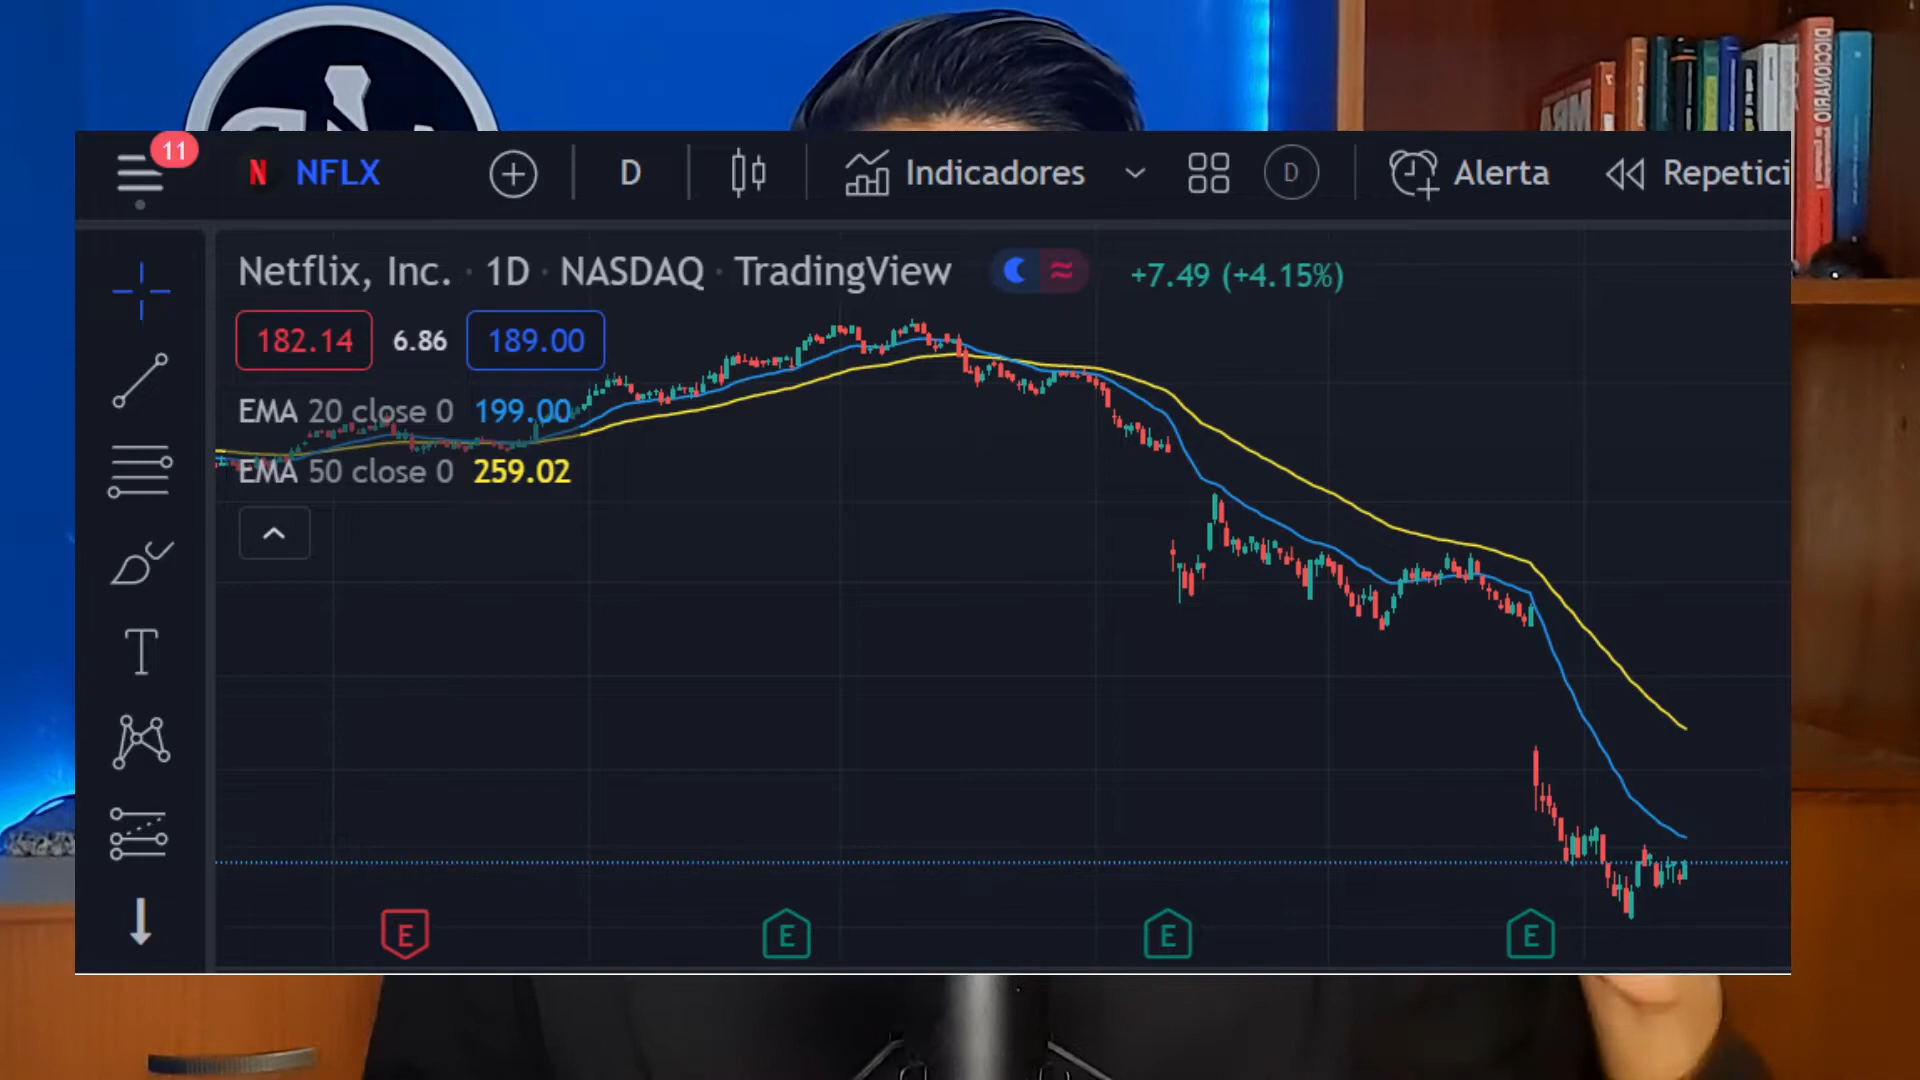 DICCIONARIO
11
N NFLX D Indicadores D Alerta Repetici
Netflix, Inc. · 1D · NASDAQ · TradingView ≈ +7.49 (+4.15%)
182.14 6.86 189.00
EMA 20 close 0 199.00
EMA 50 close 0 259.02
T
E E E E